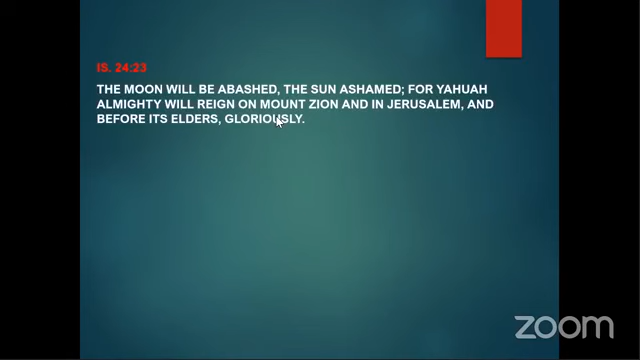 IS. 24:23
THE MOON WILL BE ABASHED, THE SUN ASHAMED; FOR YAHUAH
ALMIGHTY WILL REIGN ON MOUNT ZION AND IN JERUSALEM, AND
BEFORE ITS ELDERS, GLORIOUSLY.
zoom